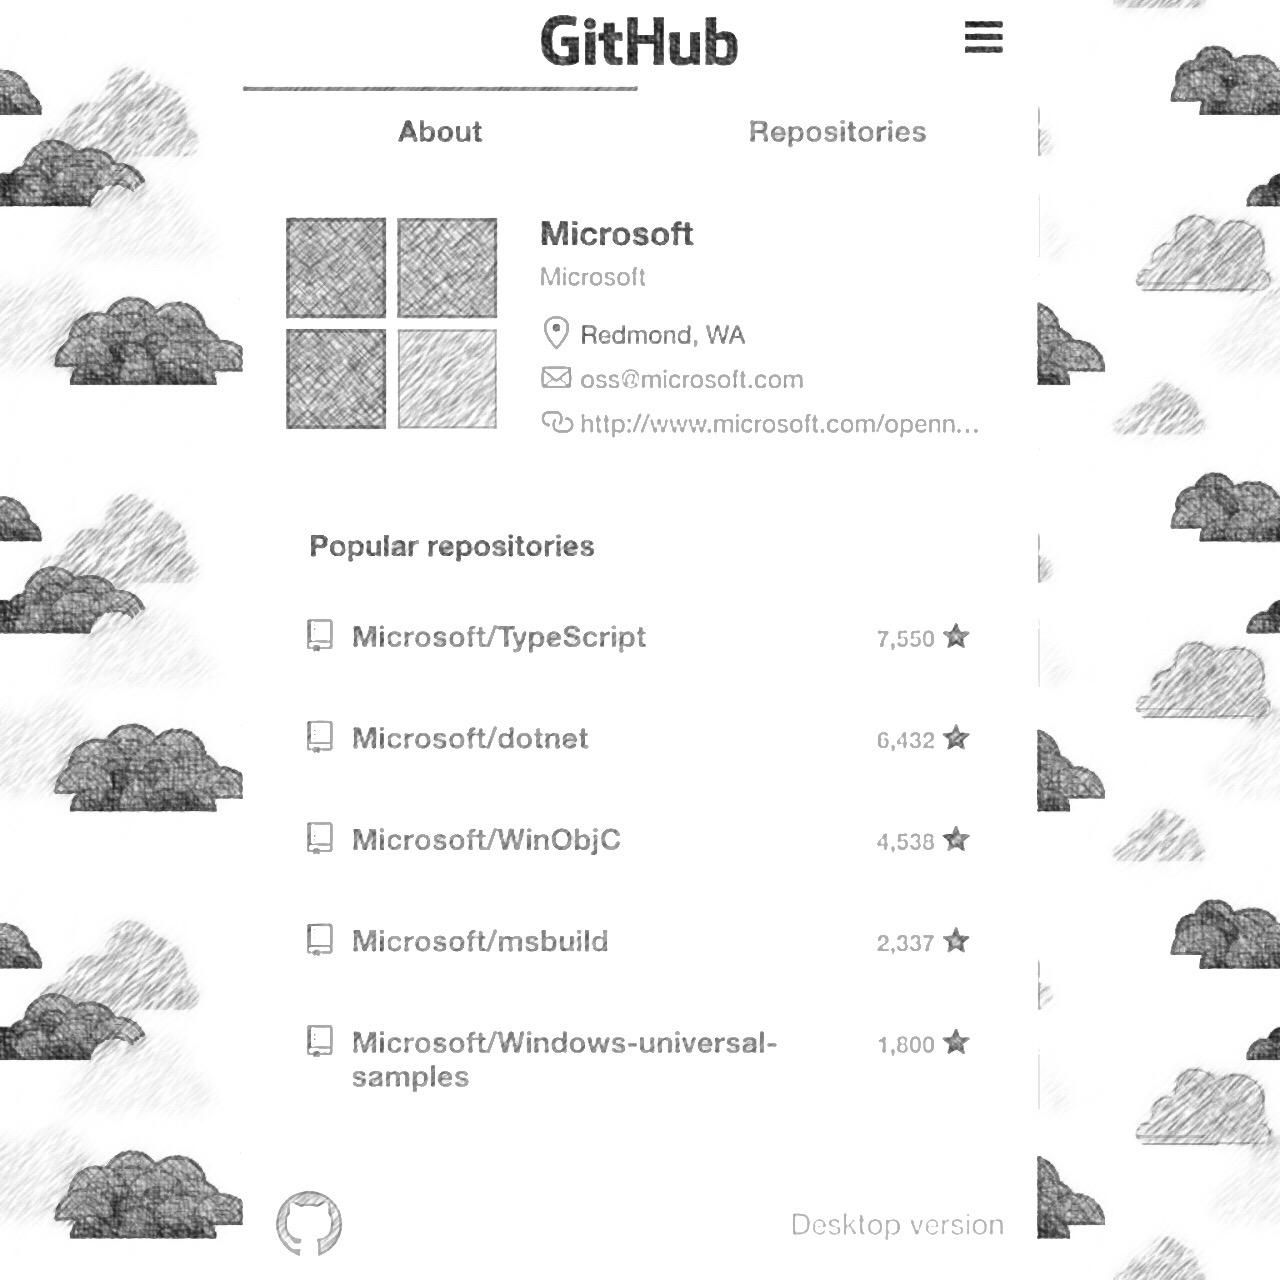 GitHub
About
Repositories
Microsoft
Microsoft
Redmond, WA
oss@microsoft.com
http://www.microsoft.com/openn...
Popular repositories
Microsoft/TypeScript 7,550
Microsoft/dotnet 6,432
Microsoft/WinObjC 4,538
Microsoft/msbuild 2,337
Microsoft/Windows-universal- 1,800
samples
Desktop version